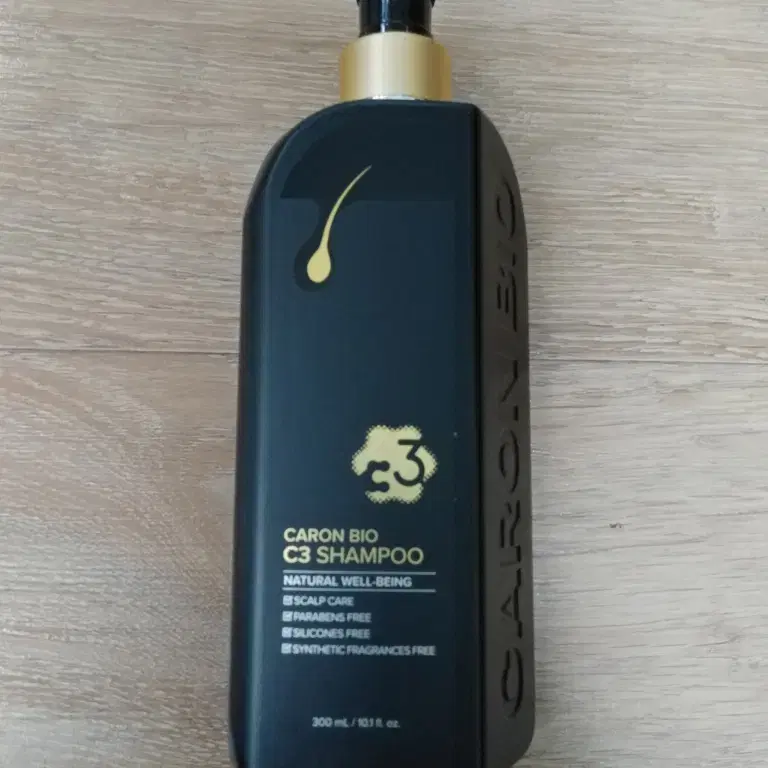 C3
CARON BIO
C3 SHAMPOO
NATURAL WELL-BEING
☑ SCALP CARE
☑ PARABENS FREE
☑ SILICONES FREE
☑ SYNTHETIC FRAGRANCES FREE
300 mL / 10.1 fl. oz.
CARON BIO